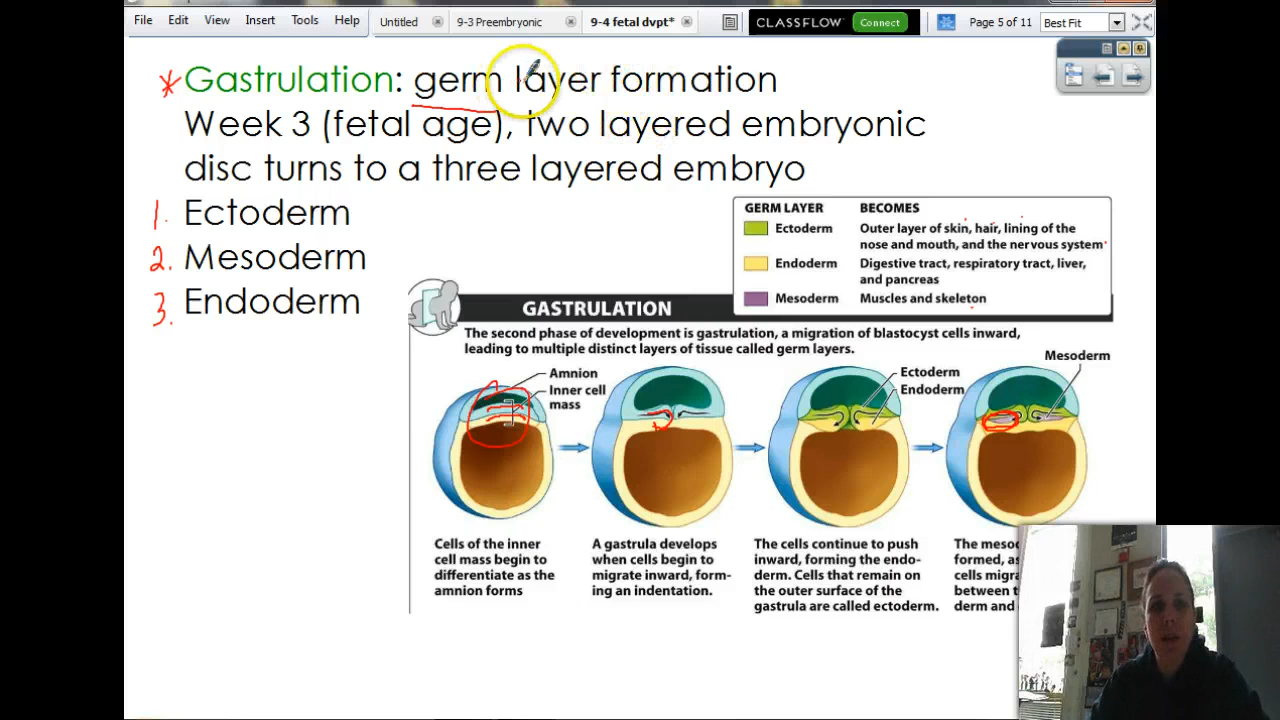 File Edit View Insert Tools Help Untitled 9-3 Preembryonic 9-4 fetal dvpt* CLASSFLOW Connect Page 5 of 11 Best Fit
* Gastrulation: germ layer formation
Week 3 (fetal age), two layered embryonic
disc turns to a three layered embryo
1. Ectoderm
2. Mesoderm
3. Endoderm
GERM LAYER BECOMES
Ectoderm Outer layer of skin, hair, lining of the
nose and mouth, and the nervous system
Endoderm Digestive tract, respiratory tract, liver,
and pancreas
Mesoderm Muscles and skeleton
GASTRULATION
The second phase of development is gastrulation, a migration of blastocyst cells inward,
leading to multiple distinct layers of tissue called germ layers.
Amnion
Inner cell
mass
Ectoderm
Endoderm
Mesoderm
Cells of the inner
cell mass begin to
differentiate as the
amnion forms
A gastrula develops
when cells begin to
migrate inward, form-
ing an indentation.
The cells continue to push
inward, forming the endo-
derm. Cells that remain on
the outer surface of the
gastrula are called ectoderm.
The meso
formed, as
cells migra
between t
derm and